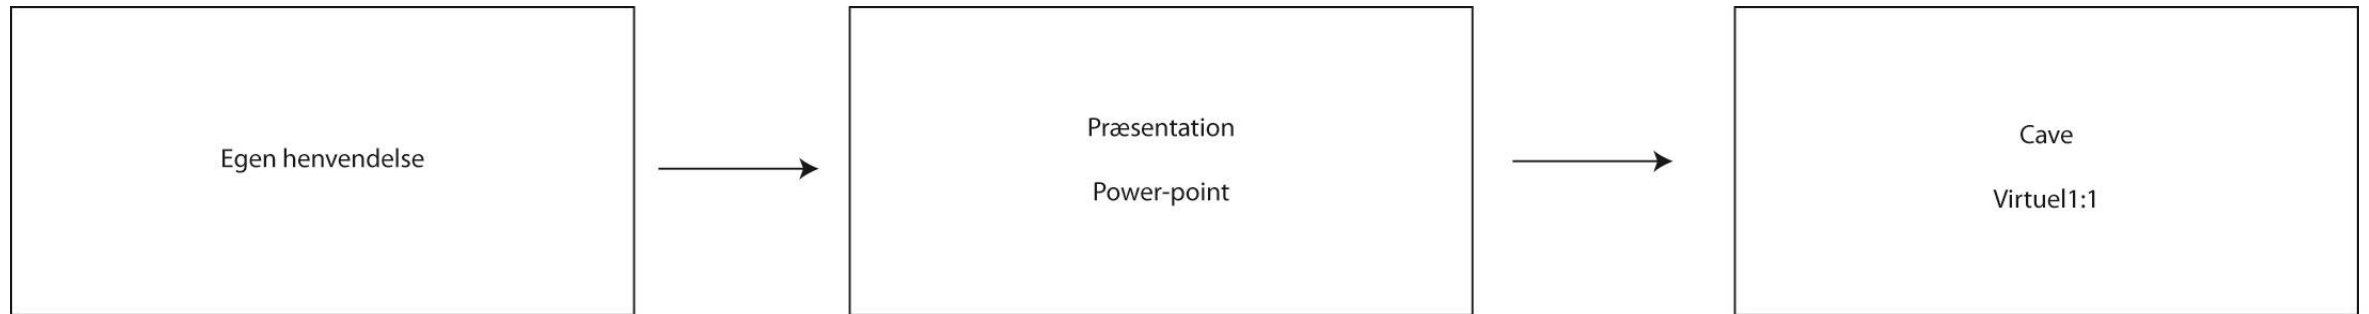 Egen henvendelse
Præsentation
Power-point
Cave
Virtuel1:1